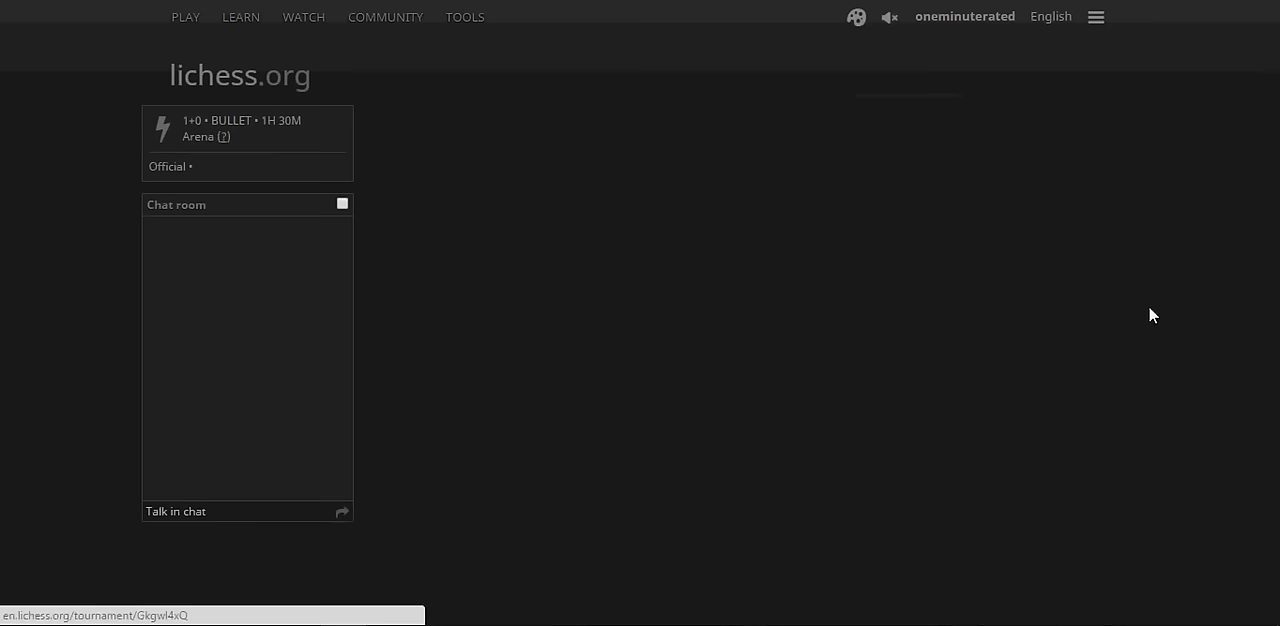 PLAY LEARN WATCH COMMUNITY TOOLS oneminuterated English
lichess.org
1+0 • BULLET • 1H 30M
Arena (?)
Official •
Chat room
Talk in chat
en.lichess.org/tournament/Gkgwl4xQ